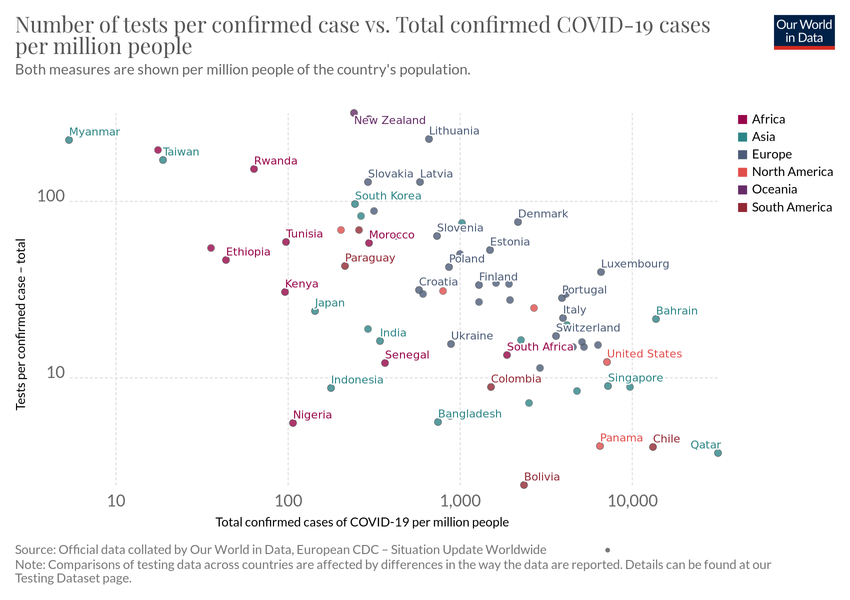 Number of tests per confirmed case vs. Total confirmed COVID-19 cases
per million people
Both measures are shown per million people of the country's population.
Our World
in Data
Africa
Asia
Europe
North America
Oceania
South America
New Zealand
Myanmar
Lithuania
Taiwan
Rwanda
Slovakia
Latvia
100
South Korea
Denmark
Tunisia
Morocco
Slovenia
Estonia
Ethiopia
Paraguay
Poland
Luxembourg
Kenya
Croatia
Finland
Portugal
Japan
Italy
Bahrain
India
Ukraine
Switzerland
Senegal
South Africa
United States
10
Indonesia
Colombia
Singapore
Nigeria
Bangladesh
Panama
Chile
Qatar
Bolivia
Tests per confirmed case – total
10
100
1,000
10,000
Total confirmed cases of COVID-19 per million people
Source: Official data collated by Our World in Data, European CDC – Situation Update Worldwide
Note: Comparisons of testing data across countries are affected by differences in the way the data are reported. Details can be found at our
Testing Dataset page.